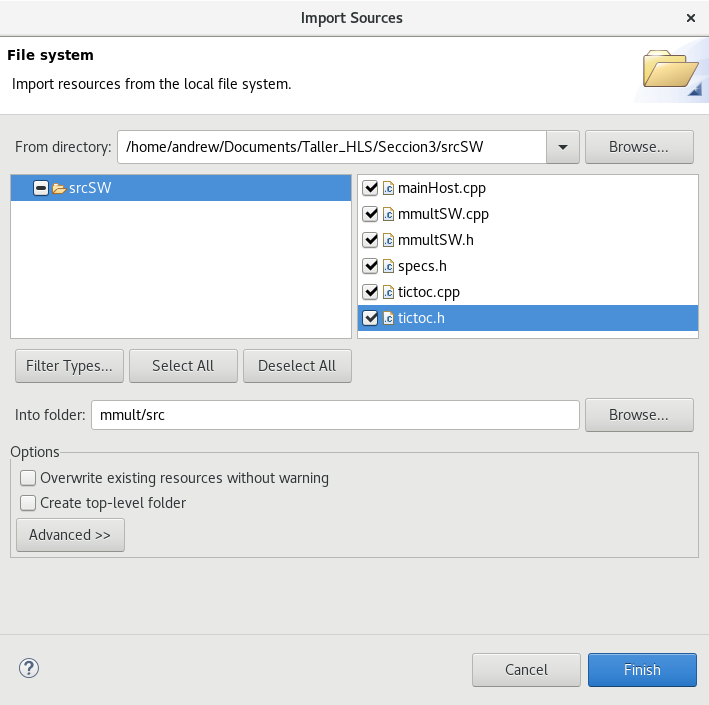 Import Sources
×
File system
Import resources from the local file system.
From directory: /home/andrew/Documents/Taller_HLS/Seccion3/srcSW Browse...
srcSW
mainHost.cpp
mmultSW.cpp
mmultSW.h
specs.h
tictoc.cpp
tictoc.h
Filter Types... Select All Deselect All
Into folder: mmult/src Browse...
Options
Overwrite existing resources without warning
Create top-level folder
Advanced >>
? Cancel Finish